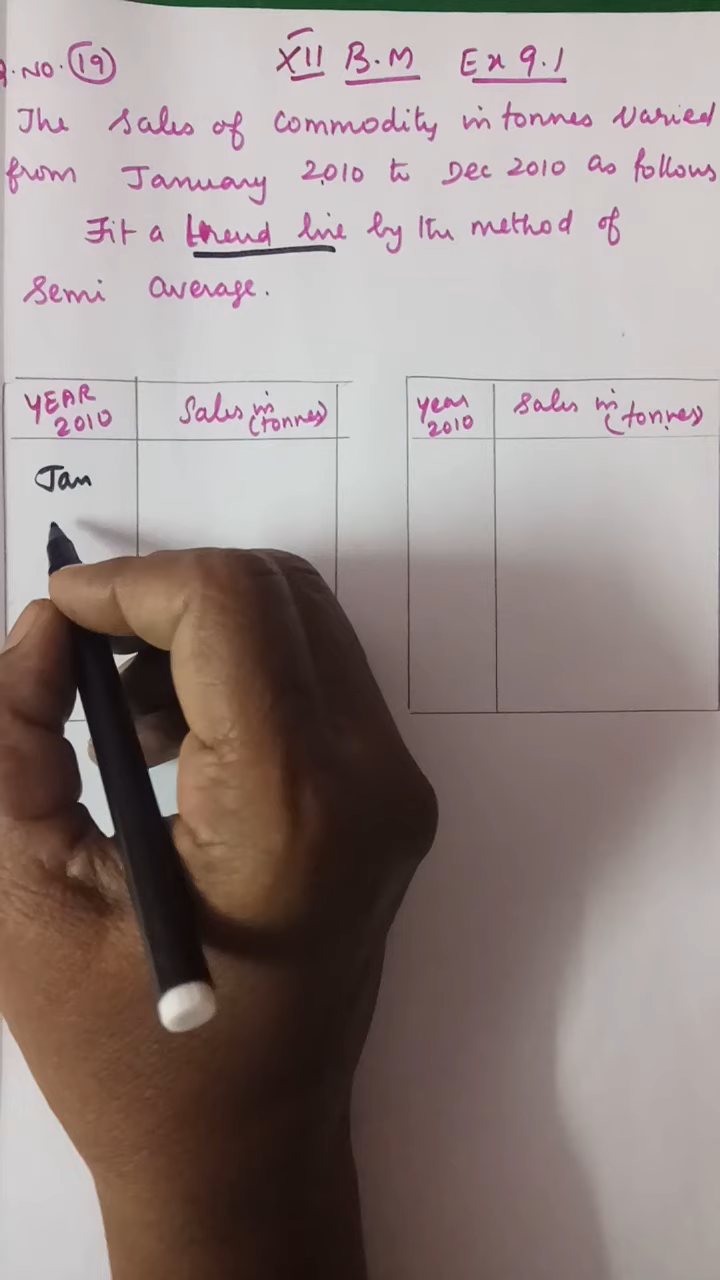 Q.NO. 19 XII B.M Ex 9.1
The sales of commodity in tonnes varied
from January 2010 to Dec 2010 as follows
Fit a trend line by the method of
semi average.
YEAR 2010 Sales in (tonnes) year 2010 Sales in (tonnes)
Jan